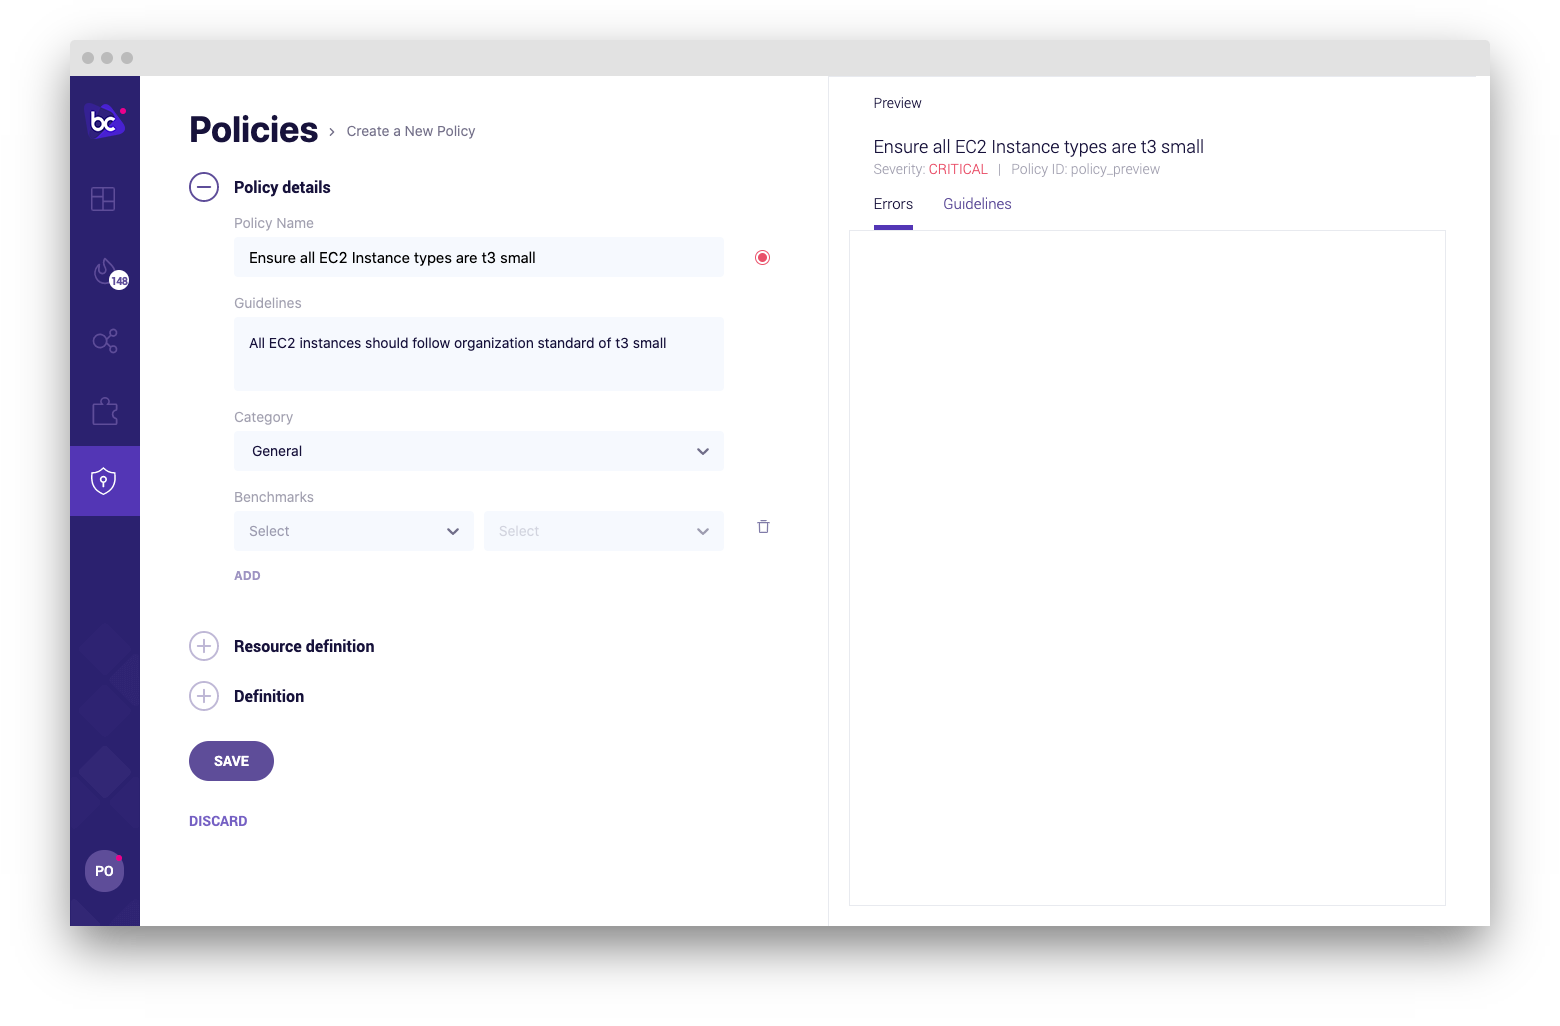 bc
148
PO
Policies › Create a New Policy
Policy details
Policy Name
Ensure all EC2 Instance types are t3 small
Guidelines
All EC2 instances should follow organization standard of t3 small
Category
General
Benchmarks
Select Select
ADD
Resource definition
Definition
SAVE
DISCARD
Preview
Ensure all EC2 Instance types are t3 small
Severity: CRITICAL | Policy ID: policy_preview
Errors Guidelines